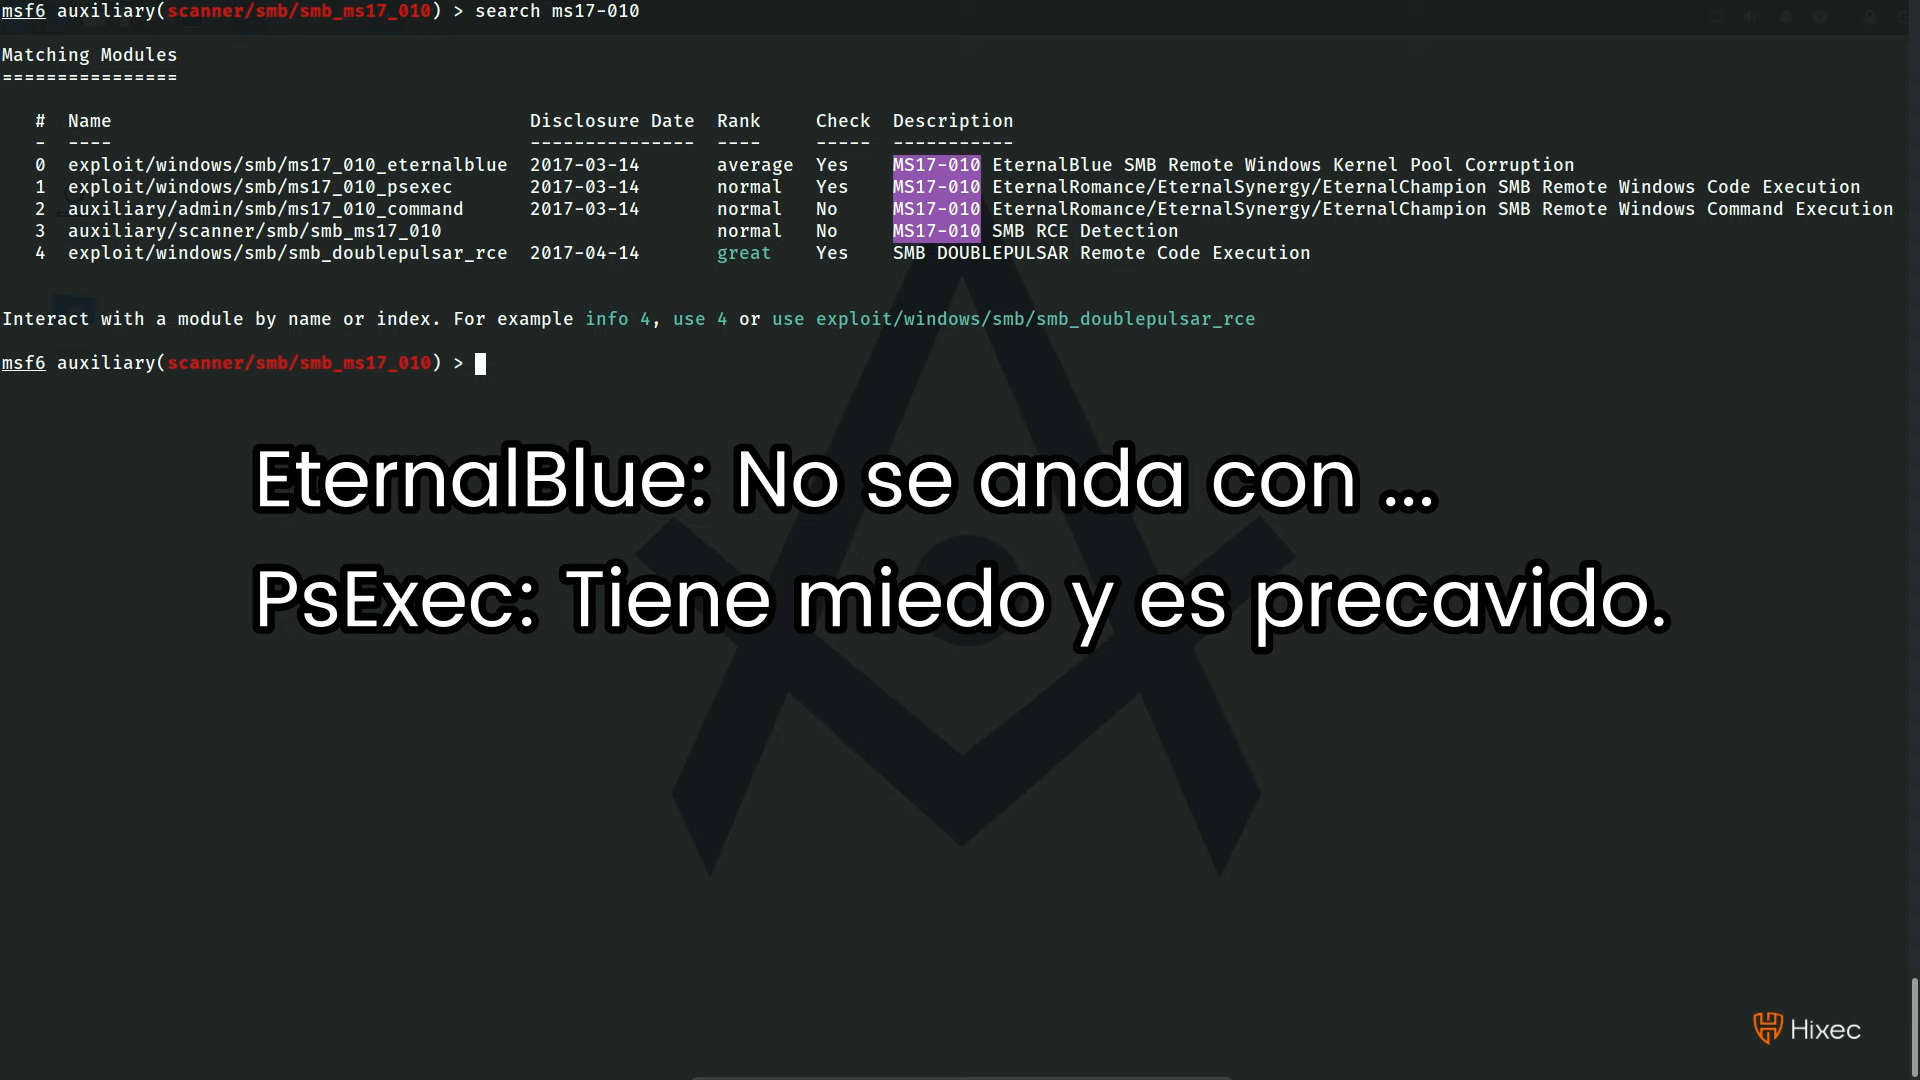 msf6 auxiliary(scanner/smb/smb_ms17_010) > search ms17-010
Matching Modules
================
#  Name  Disclosure Date  Rank  Check  Description
-  ----  ---------------  ----  -----  -----------
0  exploit/windows/smb/ms17_010_eternalblue  2017-03-14  average  Yes  MS17-010 EternalBlue SMB Remote Windows Kernel Pool Corruption
1  exploit/windows/smb/ms17_010_psexec  2017-03-14  normal  Yes  MS17-010 EternalRomance/EternalSynergy/EternalChampion SMB Remote Windows Code Execution
2  auxiliary/admin/smb/ms17_010_command  2017-03-14  normal  No  MS17-010 EternalRomance/EternalSynergy/EternalChampion SMB Remote Windows Command Execution
3  auxiliary/scanner/smb/smb_ms17_010  normal  No  MS17-010 SMB RCE Detection
4  exploit/windows/smb/smb_doublepulsar_rce  2017-04-14  great  Yes  SMB DOUBLEPULSAR Remote Code Execution
Interact with a module by name or index. For example info 4, use 4 or use exploit/windows/smb/smb_doublepulsar_rce
msf6 auxiliary(scanner/smb/smb_ms17_010) >
EternalBlue: No se anda con ...
PsExec: Tiene miedo y es precavido.
Hixec